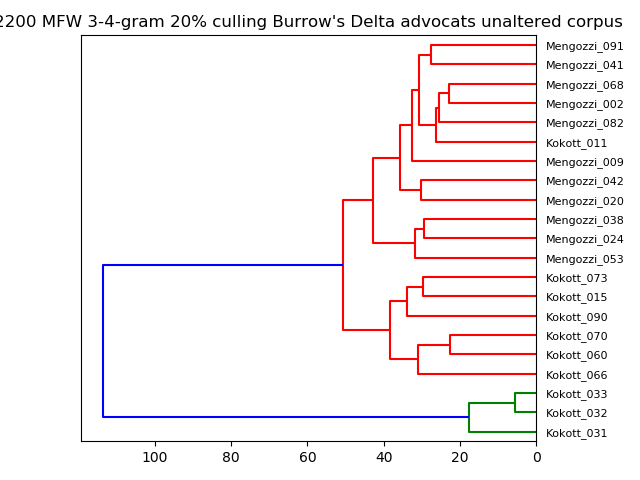 2200 MFW 3-4-gram 20% culling Burrow's Delta advocats unaltered corpus
Mengozzi_091
Mengozzi_041
Mengozzi_068
Mengozzi_002
Mengozzi_082
Kokott_011
Mengozzi_009
Mengozzi_042
Mengozzi_020
Mengozzi_038
Mengozzi_024
Mengozzi_053
Kokott_073
Kokott_015
Kokott_090
Kokott_070
Kokott_060
Kokott_066
Kokott_033
Kokott_032
Kokott_031
100 80 60 40 20 0